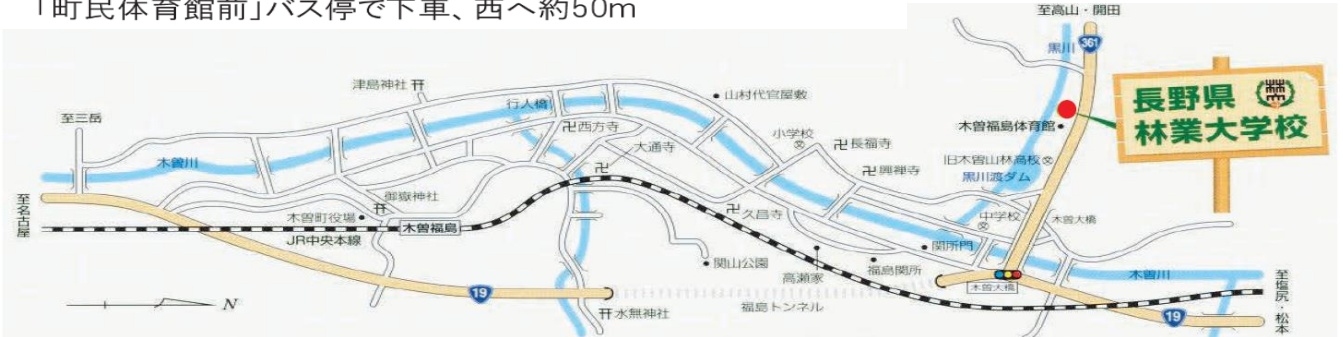 「町民体育館前」バス停で下車、西へ約50m
至高山・開田
黒川
361
長野県
林業大学校
津島神社
行人橋
山村代官屋敷
至三岳
西方寺
小学校
木曽福島体育館
長福寺
大通寺
旧木曽山林高校
木曽川
興禅寺
黒川渡ダム
御嶽神社
至名古屋
木曽町役場
木曽福島
久昌寺
中学校
木曽大橋
JR中央本線
関所門
関山公園
高瀬家
福島関所
木曽川
木曽大橋
至塩尻・松本
19
N
福島トンネル
水無神社
19